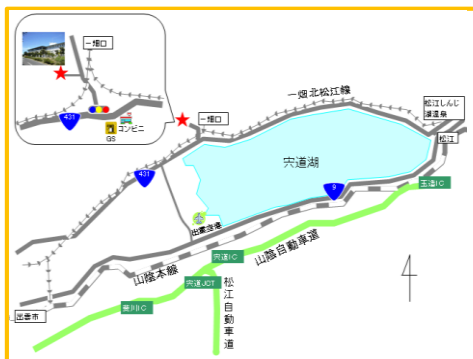 一畑口
431
コンビニ
GS
一畑口
一畑北松江線
松江しんじ
湖温泉
松江
宍道湖
431
9
玉造IC
出雲空港
宍道IC
山陰自動車道
山陰本線
宍道JCT
松江自動車道
斐川IC
出雲市